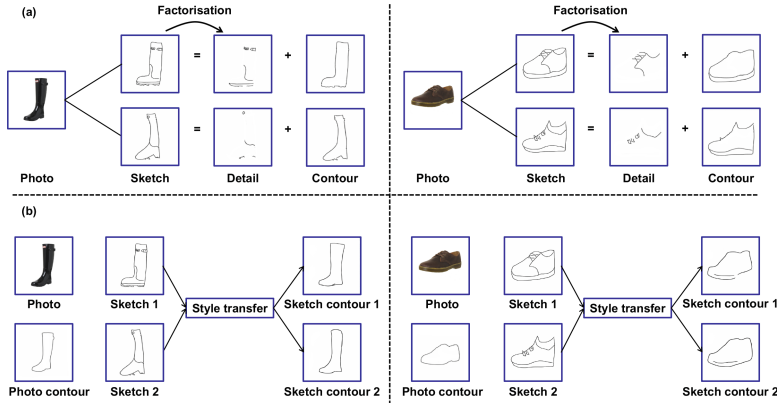 (a)
Factorisation
=
+
=
+
Photo
Sketch
Detail
Contour
Factorisation
=
+
=
+
Photo
Sketch
Detail
Contour
(b)
Photo
Sketch 1
Style transfer
Sketch contour 1
Photo contour
Sketch 2
Sketch contour 2
Photo
Sketch 1
Style transfer
Sketch contour 1
Photo contour
Sketch 2
Sketch contour 2